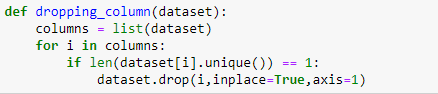 def dropping_column(dataset):
    columns = list(dataset)
    for i in columns:
        if len(dataset[i].unique()) == 1:
            dataset.drop(i,inplace=True,axis=1)